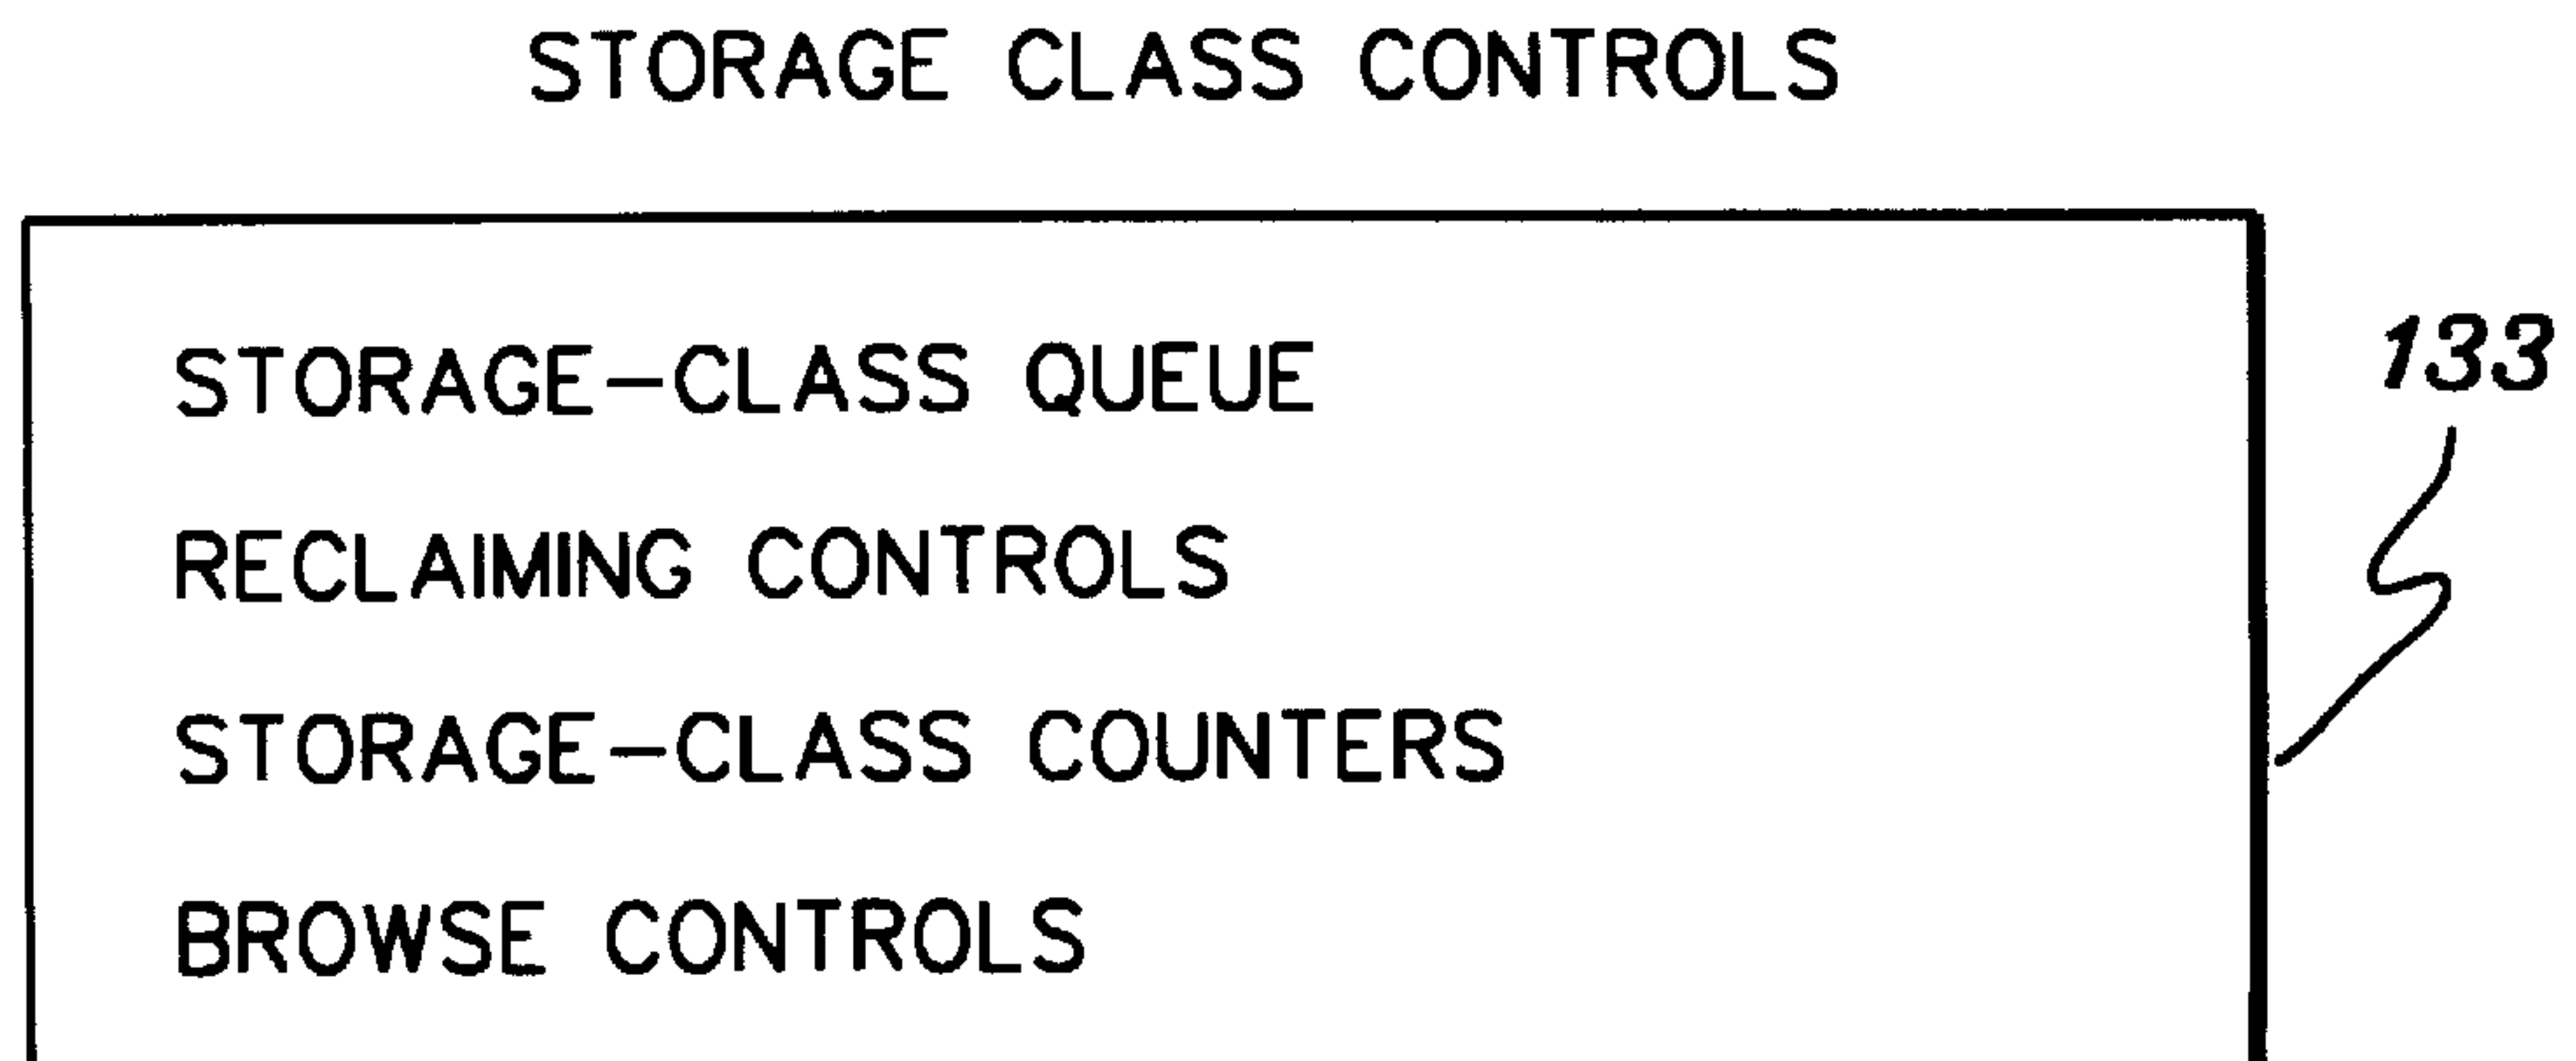 STORAGE CLASS CONTROLS
STORAGE-CLASS QUEUE
133
RECLAIMING CONTROLS
STORAGE-CLASS COUNTERS
BROWSE CONTROLS